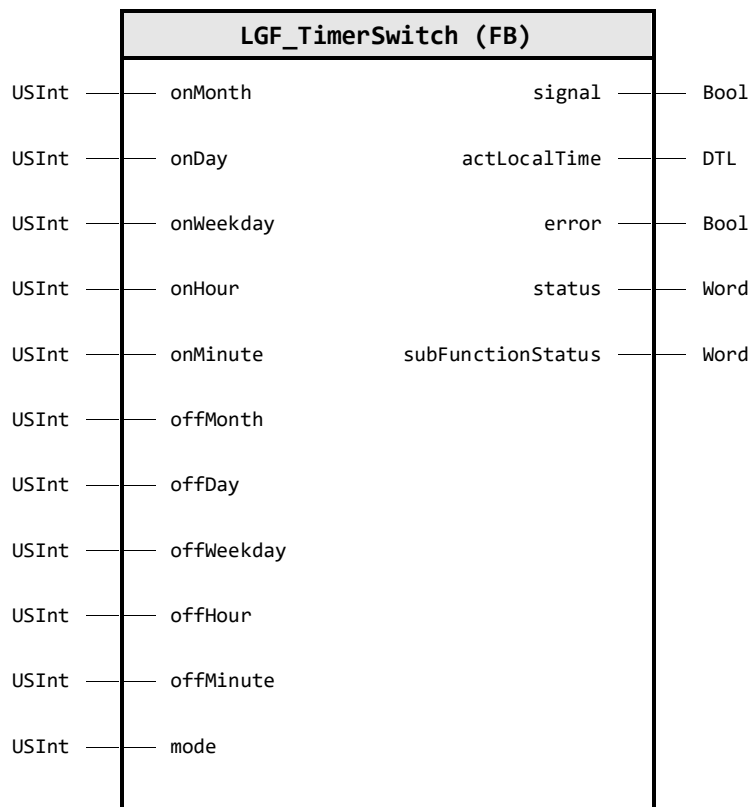 LGF_TimerSwitch (FB)
USInt onMonth signal Bool
USInt onDay actLocalTime DTL
USInt onWeekday error Bool
USInt onHour status Word
USInt onMinute subFunctionStatus Word
USInt offMonth
USInt offDay
USInt offWeekday
USInt offHour
USInt offMinute
USInt mode